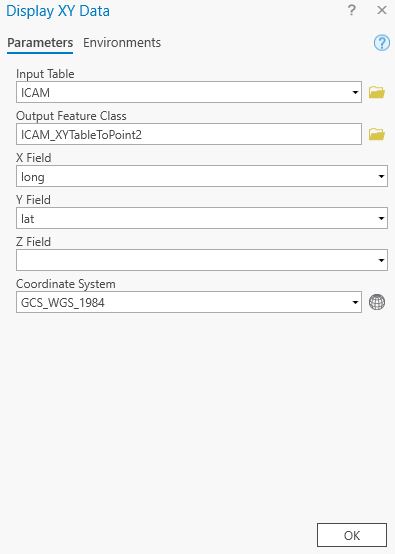 Display XY Data
Parameters Environments
Input Table
ICAM
Output Feature Class
ICAM_XYTableToPoint2
X Field
long
Y Field
lat
Z Field
Coordinate System
GCS_WGS_1984
OK